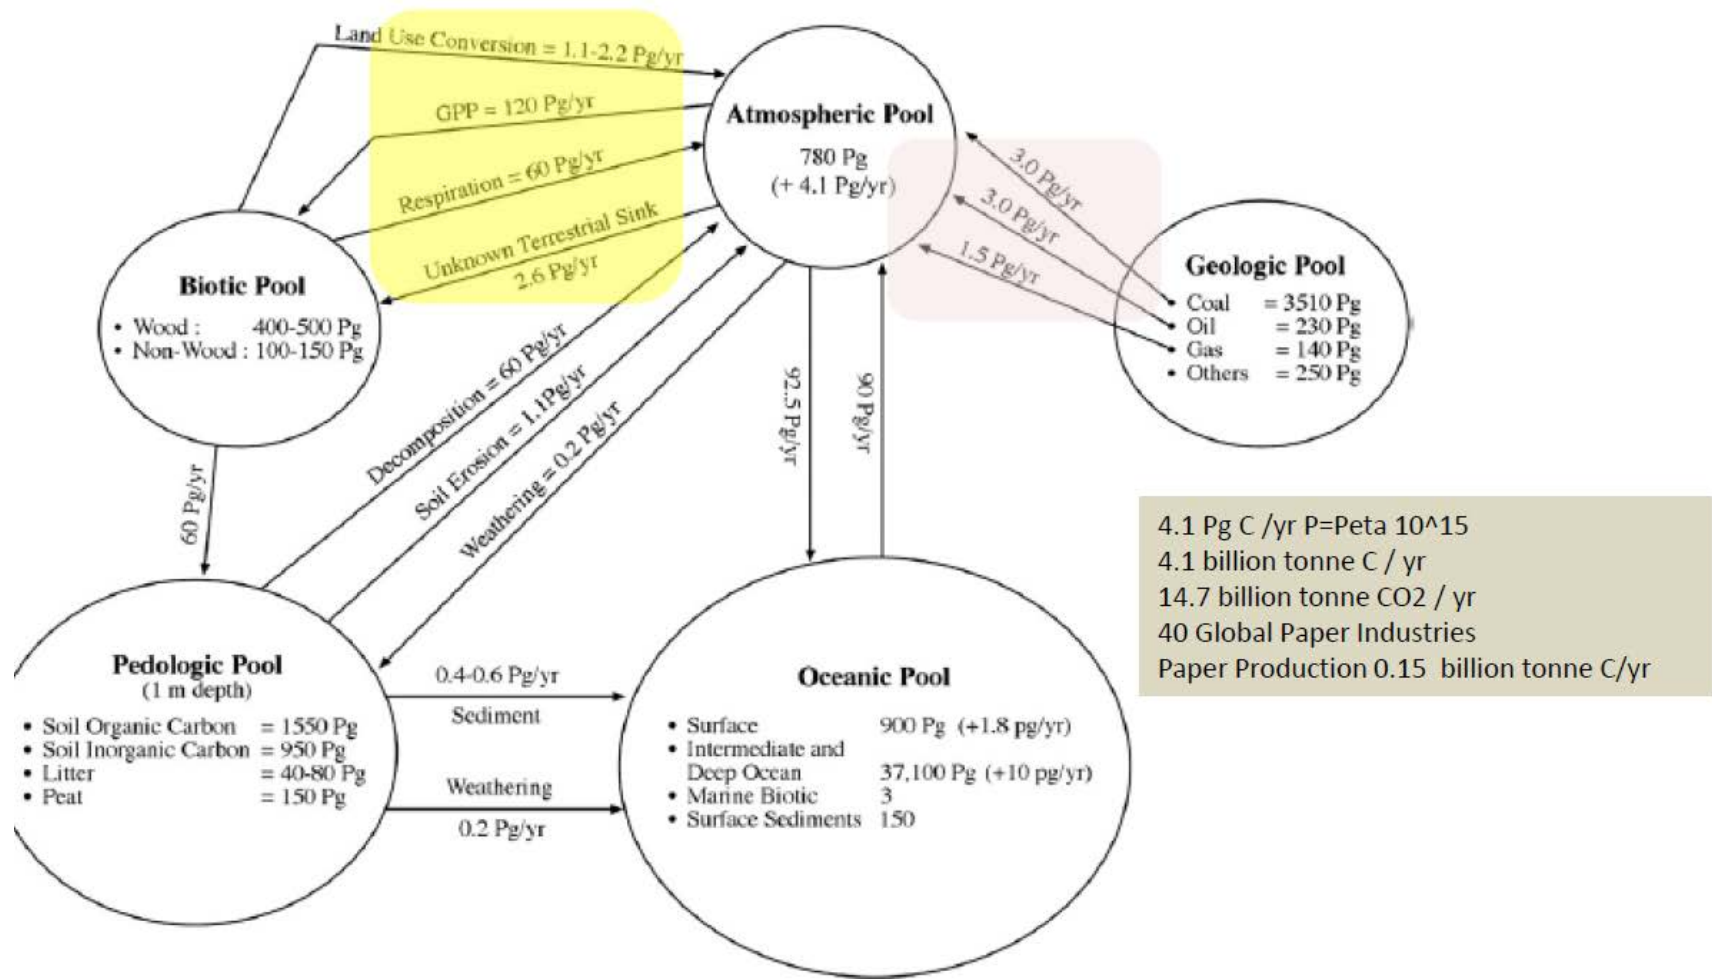 Land Use Conversion = 1.1-2.2 Pg/yr
GPP = 120 Pg/yr
Respiration = 60 Pg/yr
Unknown Terrestrial Sink
2.6 Pg/yr
Atmospheric Pool
780 Pg
(+ 4.1 Pg/yr)
3.0 Pg/yr
3.0 Pg/yr
1.5 Pg/yr
Geologic Pool
• Coal = 3510 Pg
• Oil = 230 Pg
• Gas = 140 Pg
• Others = 250 Pg
Biotic Pool
• Wood : 400-500 Pg
• Non-Wood : 100-150 Pg
60 Pg/yr
Decomposition = 60 Pg/yr
Soil Erosion = 1.1Pg/yr
Weathering = 0.2 Pg/yr
92.5 Pg/yr
90 Pg/yr
4.1 Pg C /yr P=Peta 10^15
4.1 billion tonne C / yr
14.7 billion tonne CO2 / yr
40 Global Paper Industries
Paper Production 0.15 billion tonne C/yr
Pedologic Pool
(1 m depth)
• Soil Organic Carbon = 1550 Pg
• Soil Inorganic Carbon = 950 Pg
• Litter = 40-80 Pg
• Peat = 150 Pg
0.4-0.6 Pg/yr
Sediment
Weathering
0.2 Pg/yr
Oceanic Pool
• Surface 900 Pg (+1.8 pg/yr)
• Intermediate and
Deep Ocean 37,100 Pg (+10 pg/yr)
• Marine Biotic 3
• Surface Sediments 150